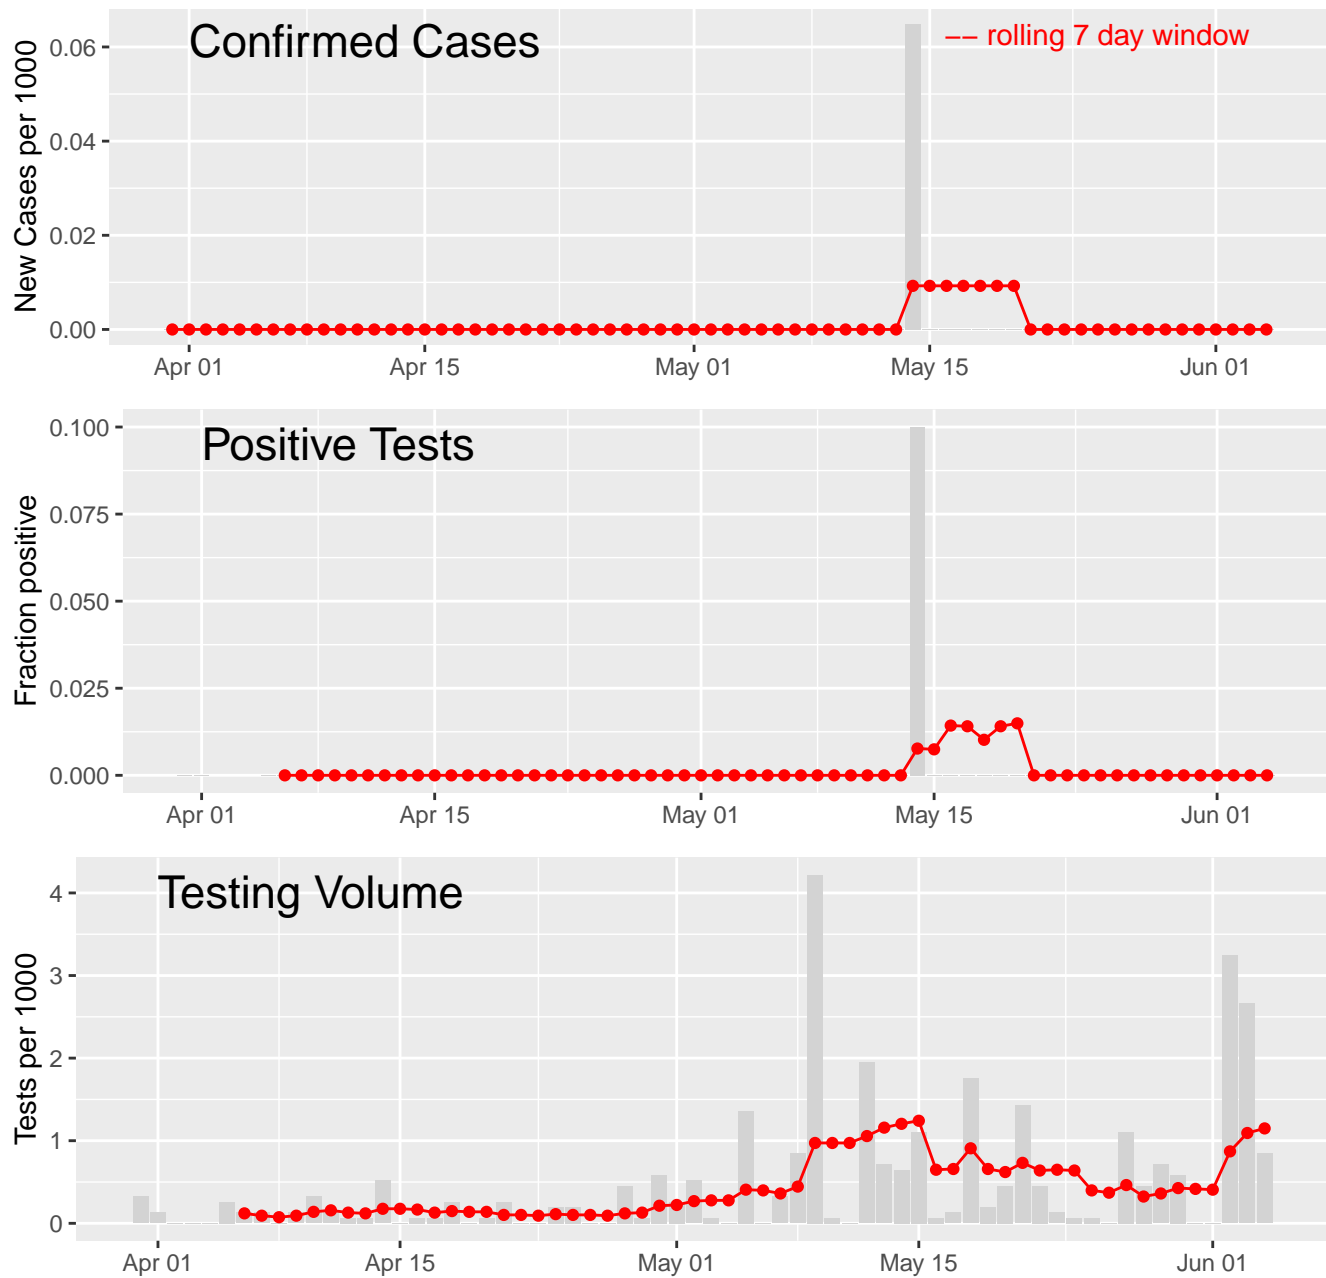 Confirmed Cases
-- rolling 7 day window
New Cases per 1000
0.06
0.04
0.02
0.00
Apr 01 Apr 15 May 01 May 15 Jun 01
Positive Tests
Fraction positive
0.100
0.075
0.050
0.025
0.000
Apr 01 Apr 15 May 01 May 15 Jun 01
Testing Volume
Tests per 1000
4
3
2
1
0
Apr 01 Apr 15 May 01 May 15 Jun 01